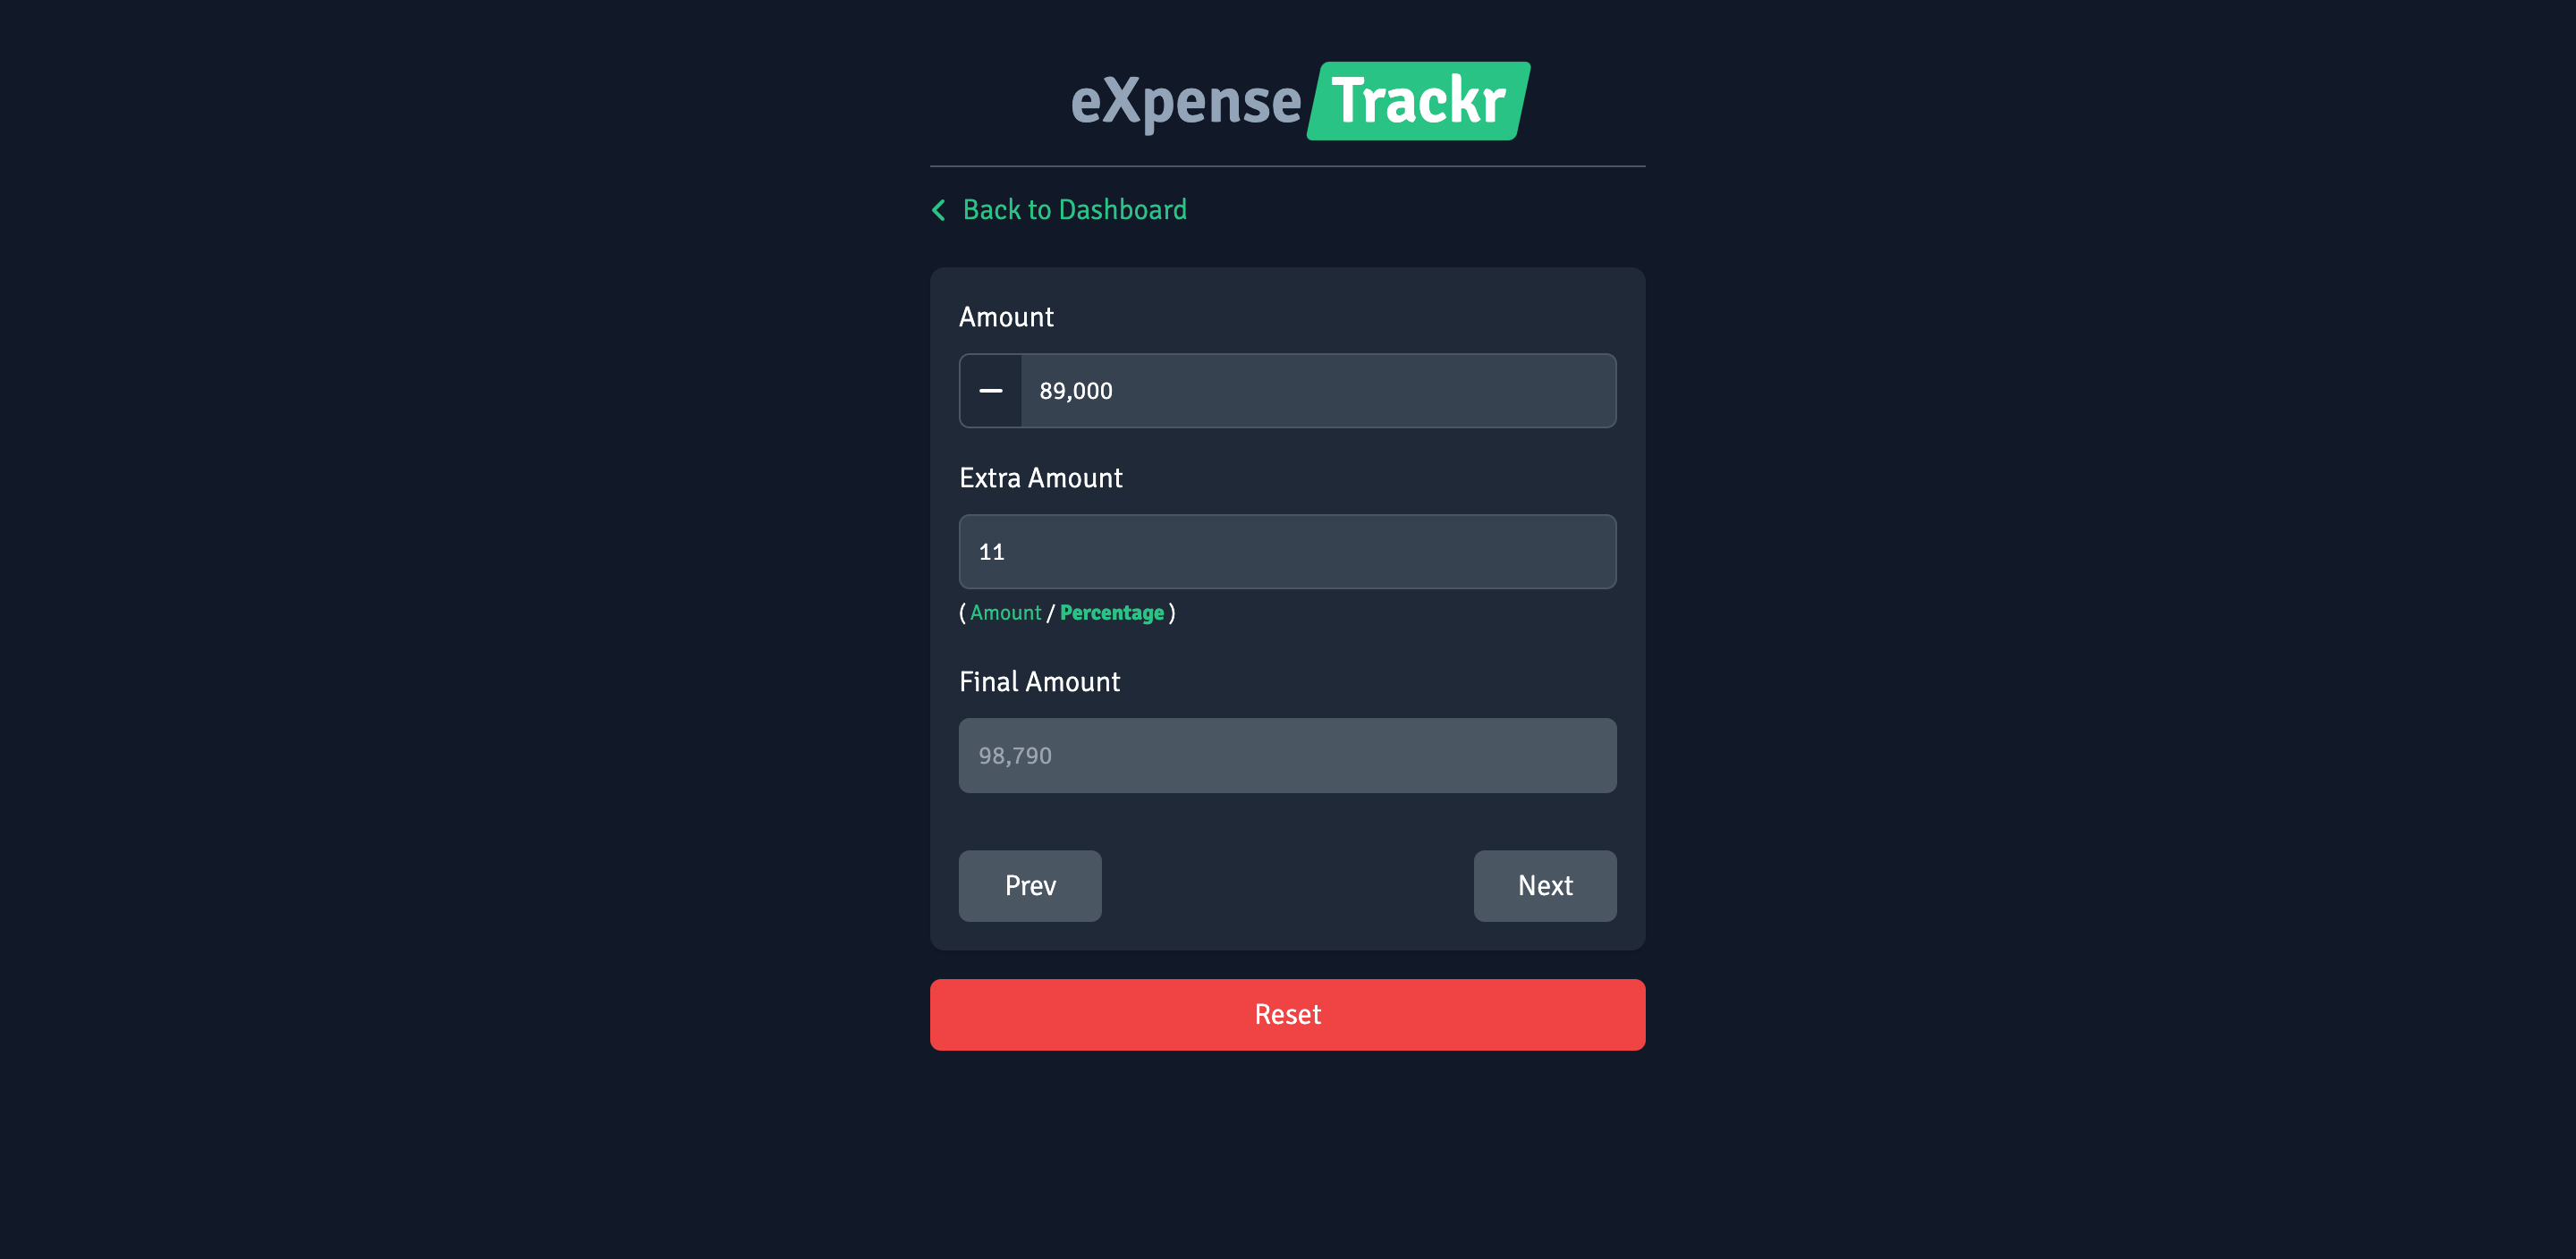 eXpense Trackr
Back to Dashboard
Amount
89,000
Extra Amount
11
( Amount / Percentage )
Final Amount
98,790
Prev
Next
Reset